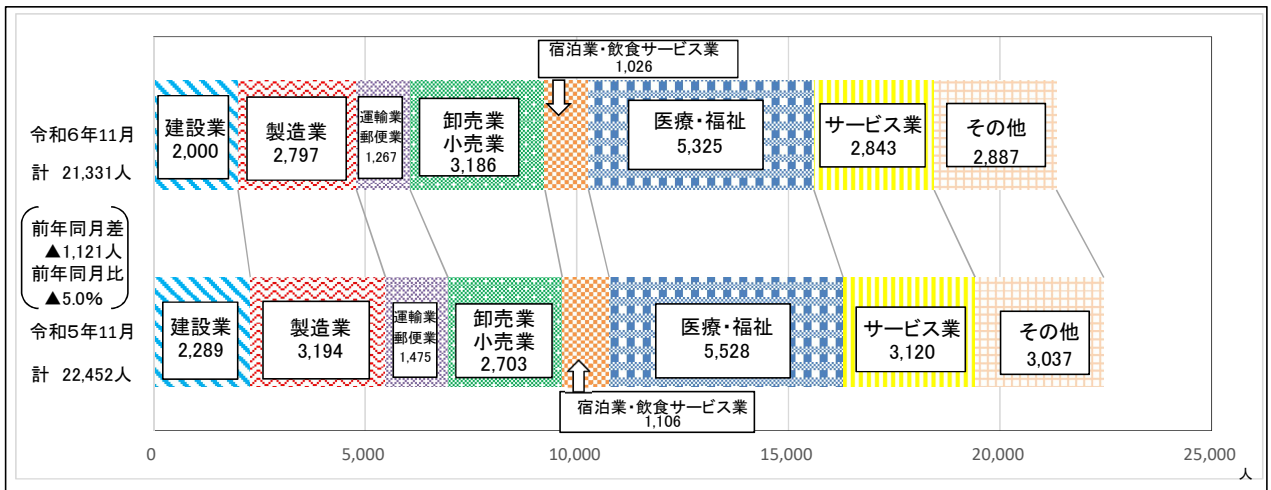 宿泊業・飲食サービス業
1,026
令和6年11月
計 21,331人
建設業
2,000
製造業
2,797
運輸業
郵便業
1,267
卸売業
小売業
3,186
医療・福祉
5,325
サービス業
2,843
その他
2,887
前年同月差
▲1,121人
前年同月比
▲5.0%
令和5年11月
計 22,452人
建設業
2,289
製造業
3,194
運輸業
郵便業
1,475
卸売業
小売業
2,703
医療・福祉
5,528
サービス業
3,120
その他
3,037
宿泊業・飲食サービス業
1,106
0
5,000
10,000
15,000
20,000
25,000
人